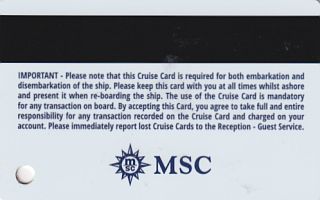 IMPORTANT - Please note that this Cruise Card is required for both embarkation and
disembarkation of the ship. Please keep this card with you at all times whilst ashore
and present it when re-boarding the ship. The use of the Cruise Card is mandatory
for any transaction on board. By accepting this Card, you agree to take full and entire
responsibility for any transaction recorded on the Cruise Card and charged on your
account. Please immediately report lost Cruise Cards to the Reception - Guest Service.
m
sc
MSC